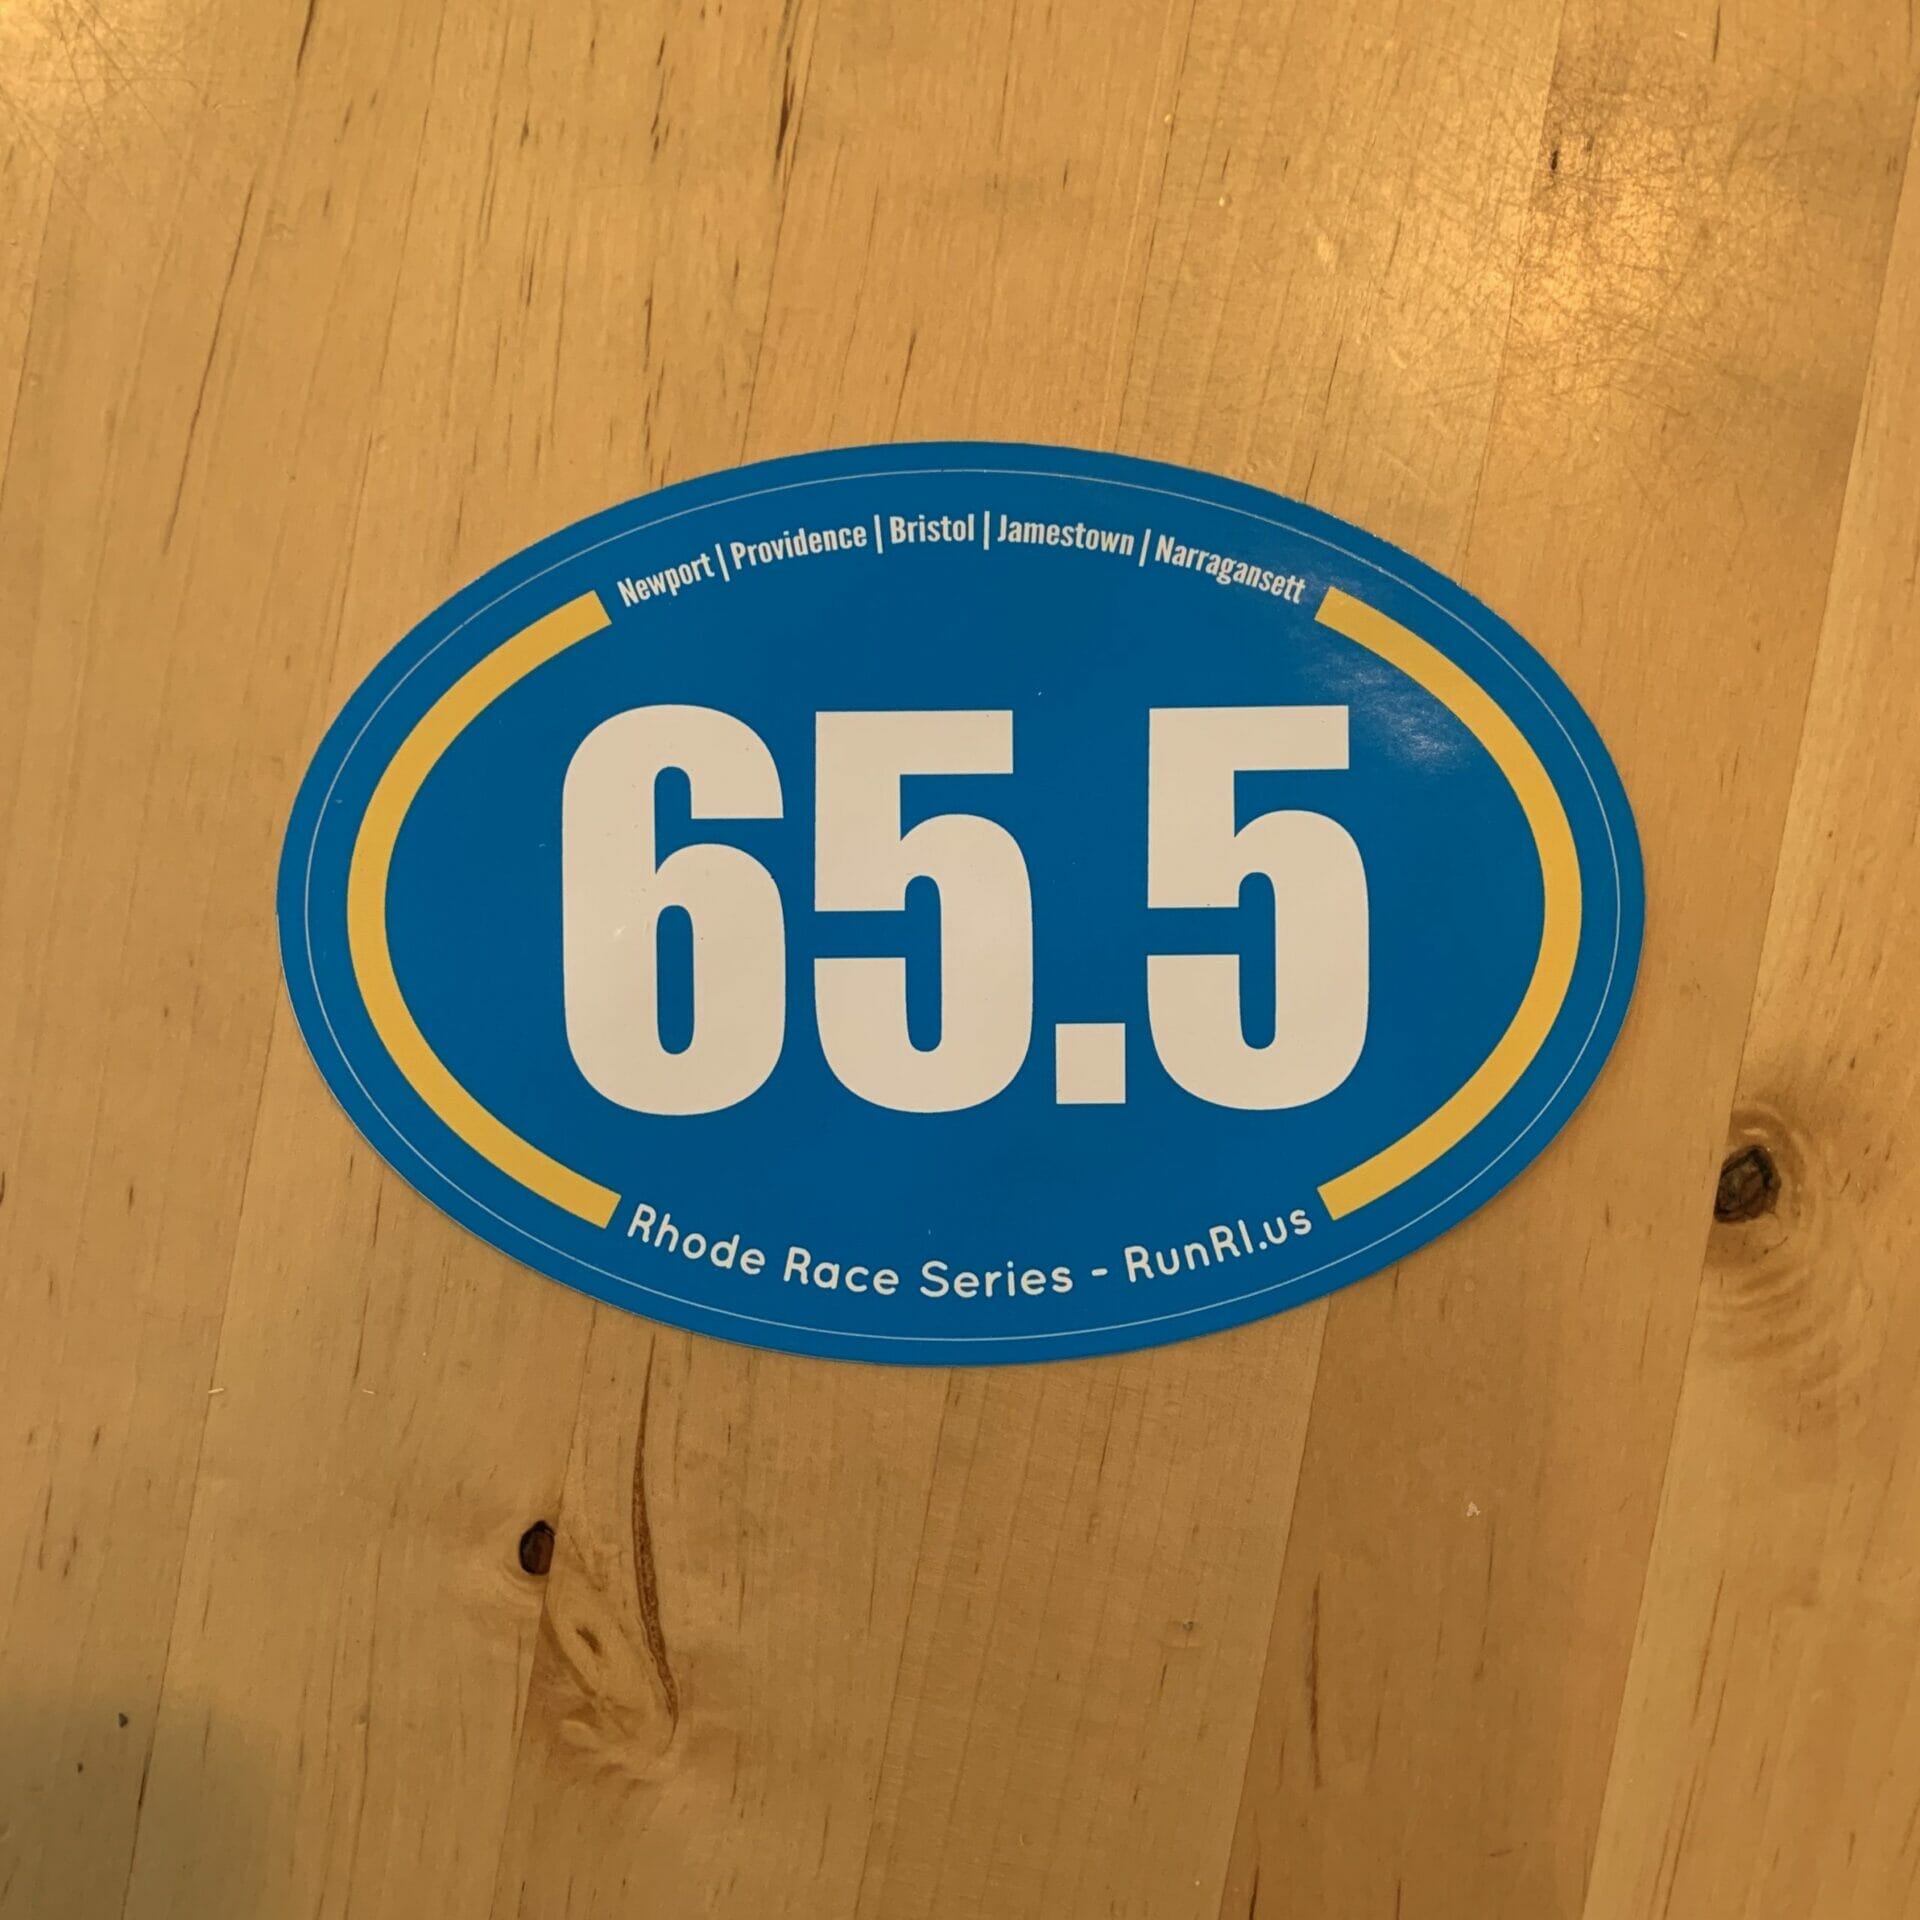 Newport | Providence | Bristol | Jamestown | Narragansett
65.5
Rhode Race Series - RunRI.us